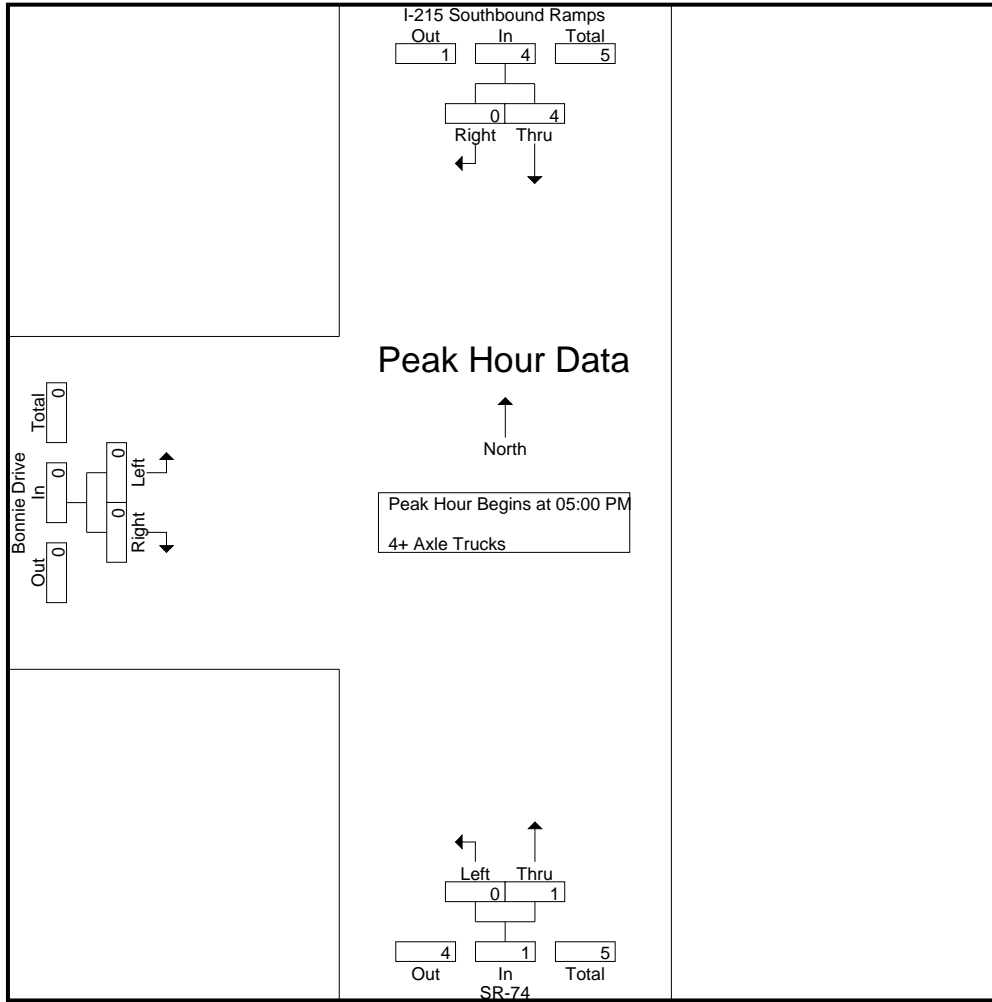 I-215 Southbound Ramps
Out In Total
1 4 5
0 4
Right Thru
Peak Hour Data
North
Peak Hour Begins at 05:00 PM
4+ Axle Trucks
Bonnie Drive
Out In Total
0 0 0
0 0
Right Left
Left Thru
0 1
4 1 5
Out In Total
SR-74